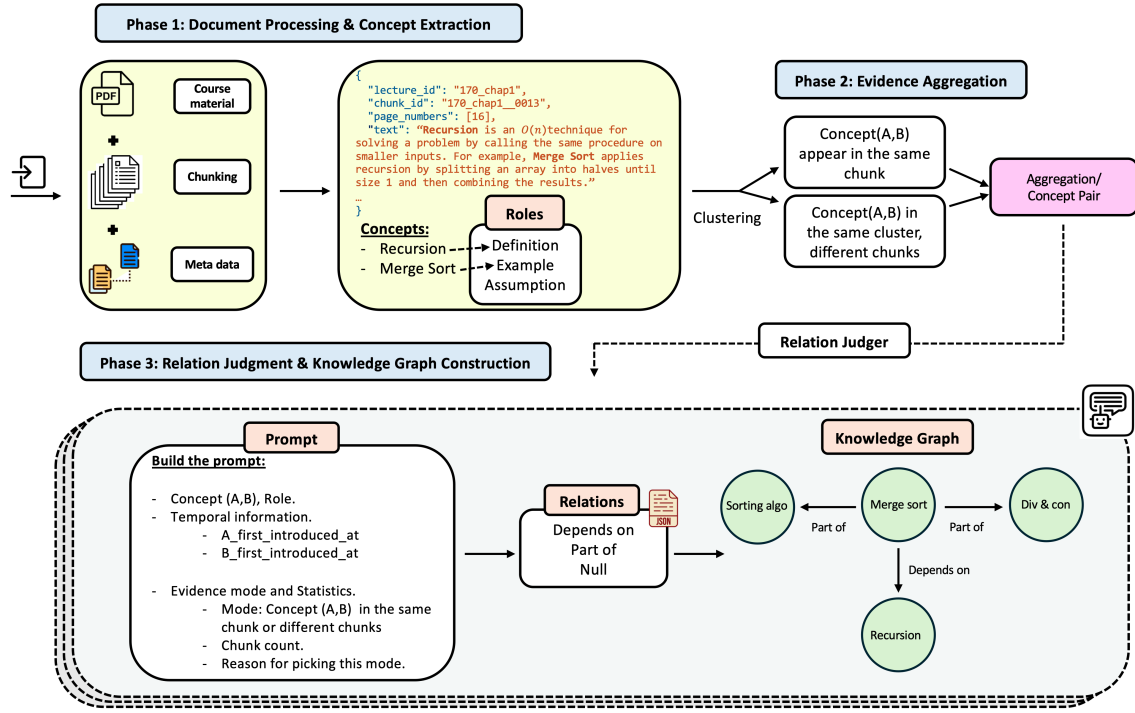 Phase 1: Document Processing & Concept Extraction
PDF
Course
material
Chunking
Meta data
{
"lecture_id": "170_chap1",
"chunk_id": "170_chap1__0013",
"page_numbers": [16],
"text": “Recursion is an O(n)technique for
solving a problem by calling the same procedure on
smaller inputs. For example, Merge Sort applies
recursion by splitting an array into halves until
size 1 and then combining the results.”
…
}
Concepts:
- Recursion
- Merge Sort
Roles
Definition
Example
Assumption
Phase 2: Evidence Aggregation
Clustering
Concept(A,B)
appear in the same
chunk
Concept(A,B) in
the same cluster,
different chunks
Aggregation/
Concept Pair
Relation Judger
Phase 3: Relation Judgment & Knowledge Graph Construction
Prompt
Build the prompt:
- Concept (A,B), Role.
- Temporal information.
- A_first_introduced_at
- B_first_introduced_at
- Evidence mode and Statistics.
- Mode: Concept (A,B) in the same
chunk or different chunks
- Chunk count.
- Reason for picking this mode.
Relations
JSON
Depends on
Part of
Null
Knowledge Graph
Sorting algo
Merge sort
Div & con
Part of
Part of
Depends on
Recursion